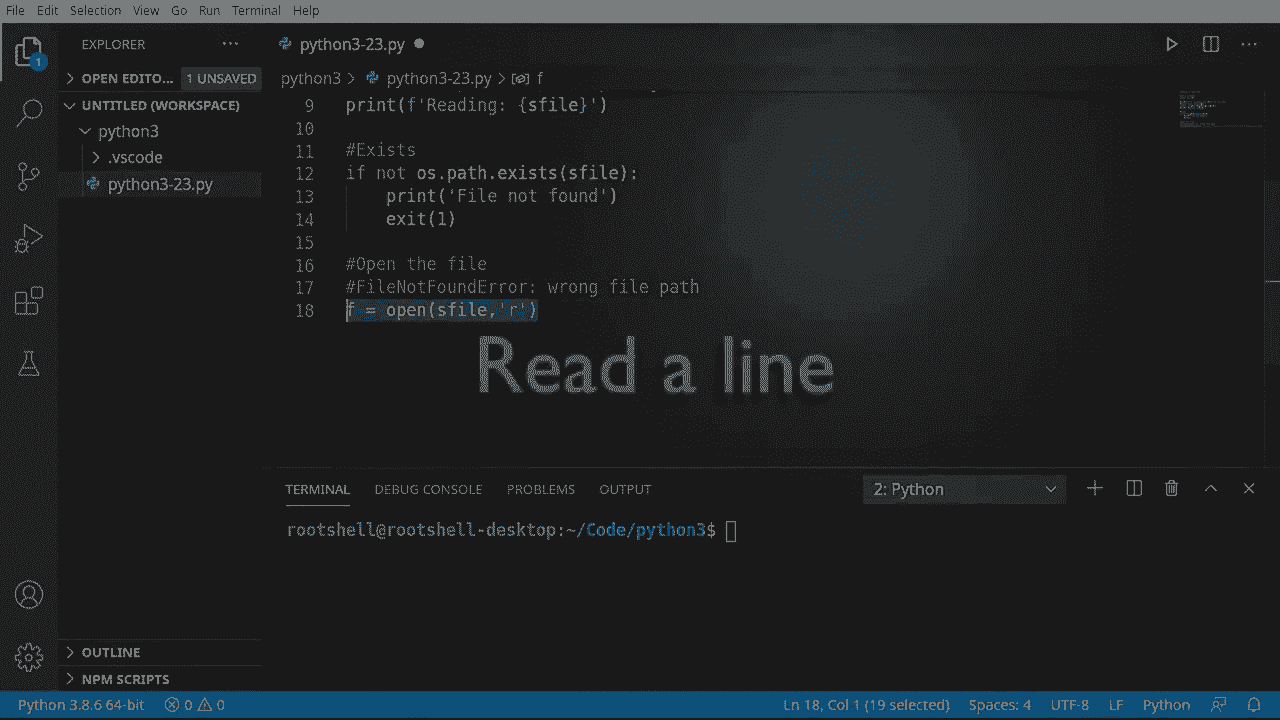 File Edit Selection View Go Run Terminal Help
EXPLORER
python3-23.py
OPEN EDITO... 1 UNSAVED
UNTITLED (WORKSPACE)
python3
.vscode
python3-23.py
OUTLINE
NPM SCRIPTS
python3 > python3-23.py > f
9 print(f'Reading: {sfile}')
10
11 #Exists
12 if not os.path.exists(sfile):
13 print('File not found')
14 exit(1)
15
16 #Open the file
17 #FileNotFoundError: wrong file path
18 f = open(sfile,'r')
Read a line
TERMINAL DEBUG CONSOLE PROBLEMS OUTPUT 2: Python
rootshell@rootshell-desktop:~/Code/python3$
Python 3.8.6 64-bit 0 0 Ln 18, Col 1 (19 selected) Spaces: 4 UTF-8 LF Python